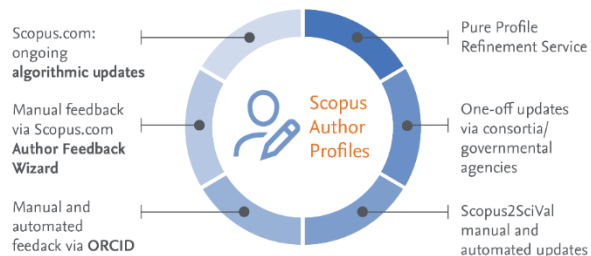 Scopus.com:
ongoing
algorithmic updates
Manual feedback
via Scopus.com
Author Feedback
Wizard
Manual and
automated
feedack via ORCID
Scopus
Author
Profiles
Pure Profile
Refinement Service
One-off updates
via consortia/
governmental
agencies
Scopus2SciVal
manual and
automated updates